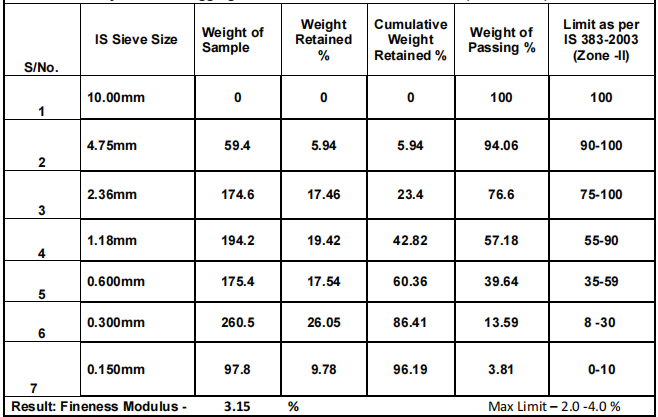 S/No. IS Sieve Size Weight of Sample Weight Retained % Cumulative Weight Retained % Weight of Passing % Limit as per IS 383-2003 (Zone -II)
1 10.00mm 0 0 0 100 100
2 4.75mm 59.4 5.94 5.94 94.06 90-100
3 2.36mm 174.6 17.46 23.4 76.6 75-100
4 1.18mm 194.2 19.42 42.82 57.18 55-90
5 0.600mm 175.4 17.54 60.36 39.64 35-59
6 0.300mm 260.5 26.05 86.41 13.59 8 -30
7 0.150mm 97.8 9.78 96.19 3.81 0-10
Result: Fineness Modulus - 3.15 % Max Limit – 2.0 -4.0 %